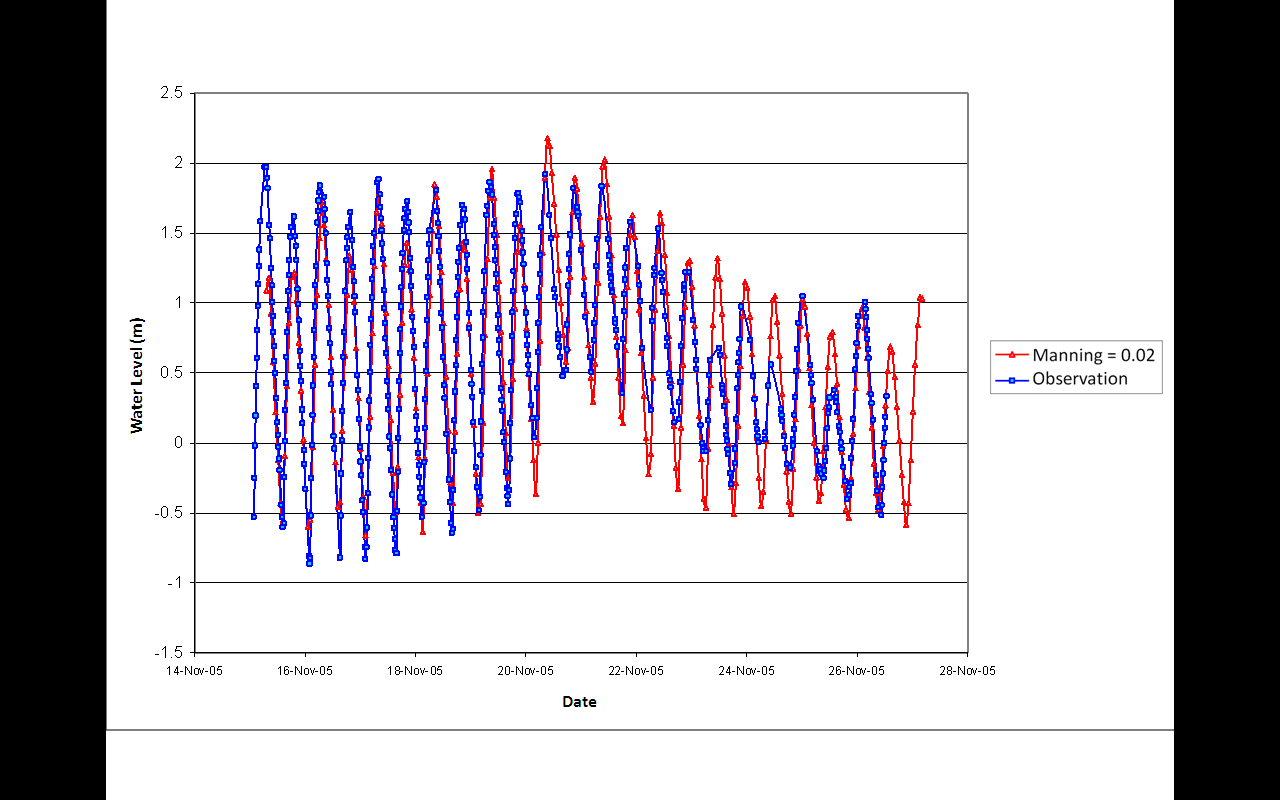 2.5
2
1.5
1
0.5
0
-0.5
-1
-1.5
Water Level (m)
14-Nov-05 16-Nov-05 18-Nov-05 20-Nov-05 22-Nov-05 24-Nov-05 26-Nov-05 28-Nov-05
Date
Manning = 0.02
Observation